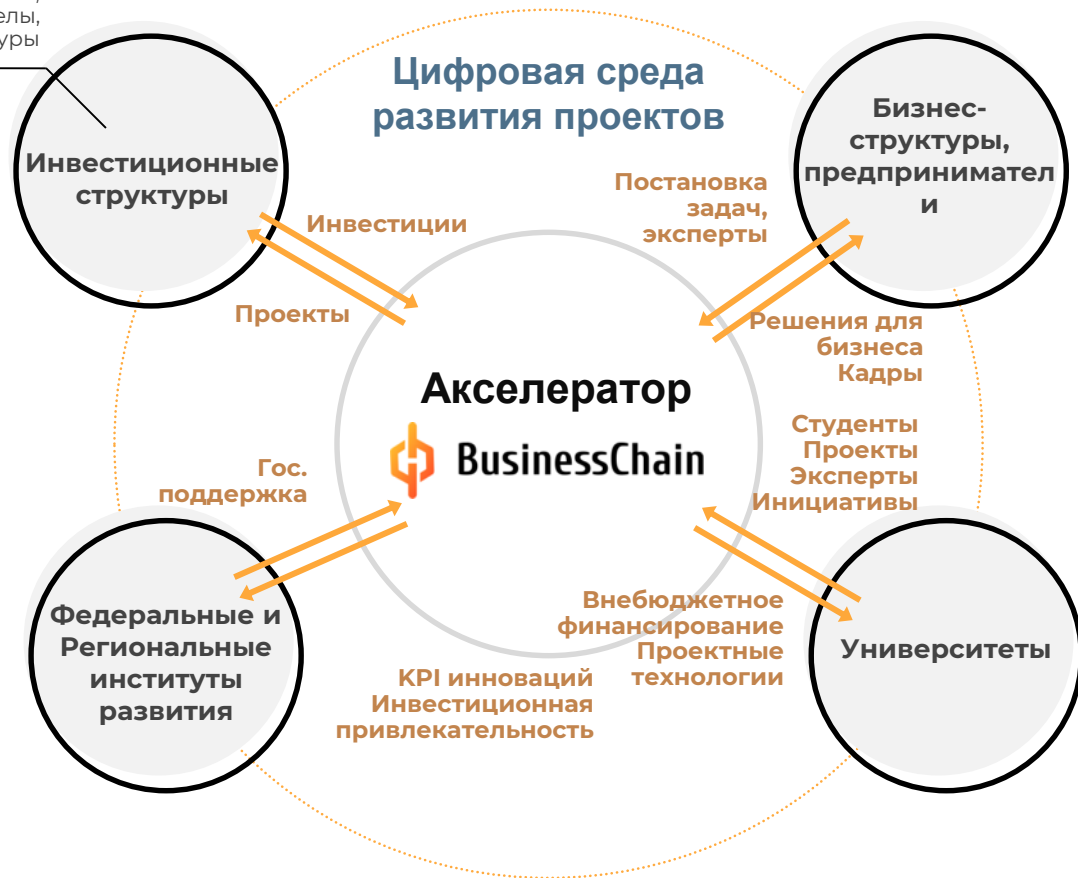 Цифровая среда
развития проектов
Инвестиционные
структуры
Бизнес-
структуры,
предпринимател
и
Инвестиции
Проекты
Постановка
задач,
эксперты
Решения для
бизнеса
Кадры
Акселератор
BusinessChain
Гос.
поддержка
Студенты
Проекты
Эксперты
Инициативы
Федеральные и
Региональные
институты
развития
KPI инноваций
Инвестиционная
привлекательность
Внебюджетное
финансирование
Проектные
технологии
Университеты